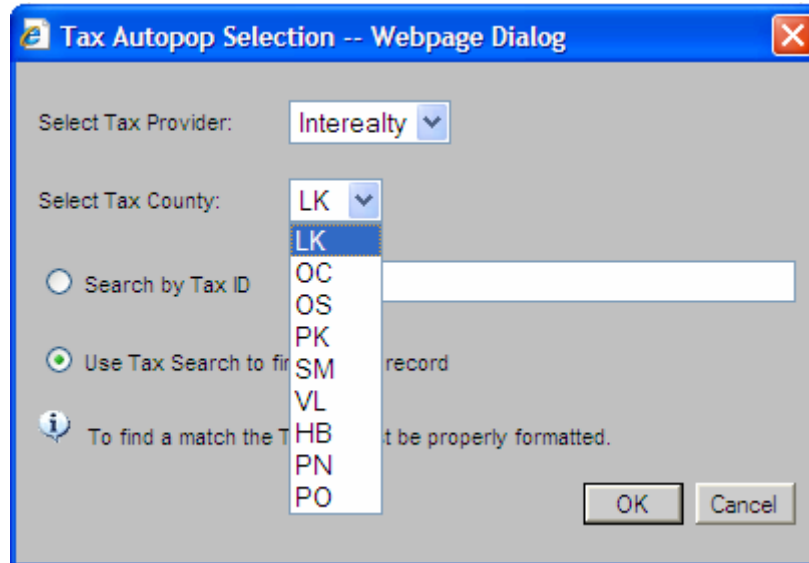 Tax Autopop Selection -- Webpage Dialog
Select Tax Provider: Interealty
Select Tax County: LK
LK
OC
Search by Tax ID
OS
PK
Use Tax Search to fi record
SM
VL
To find a match the T t be properly formatted.
HB
PN
PO
OK Cancel